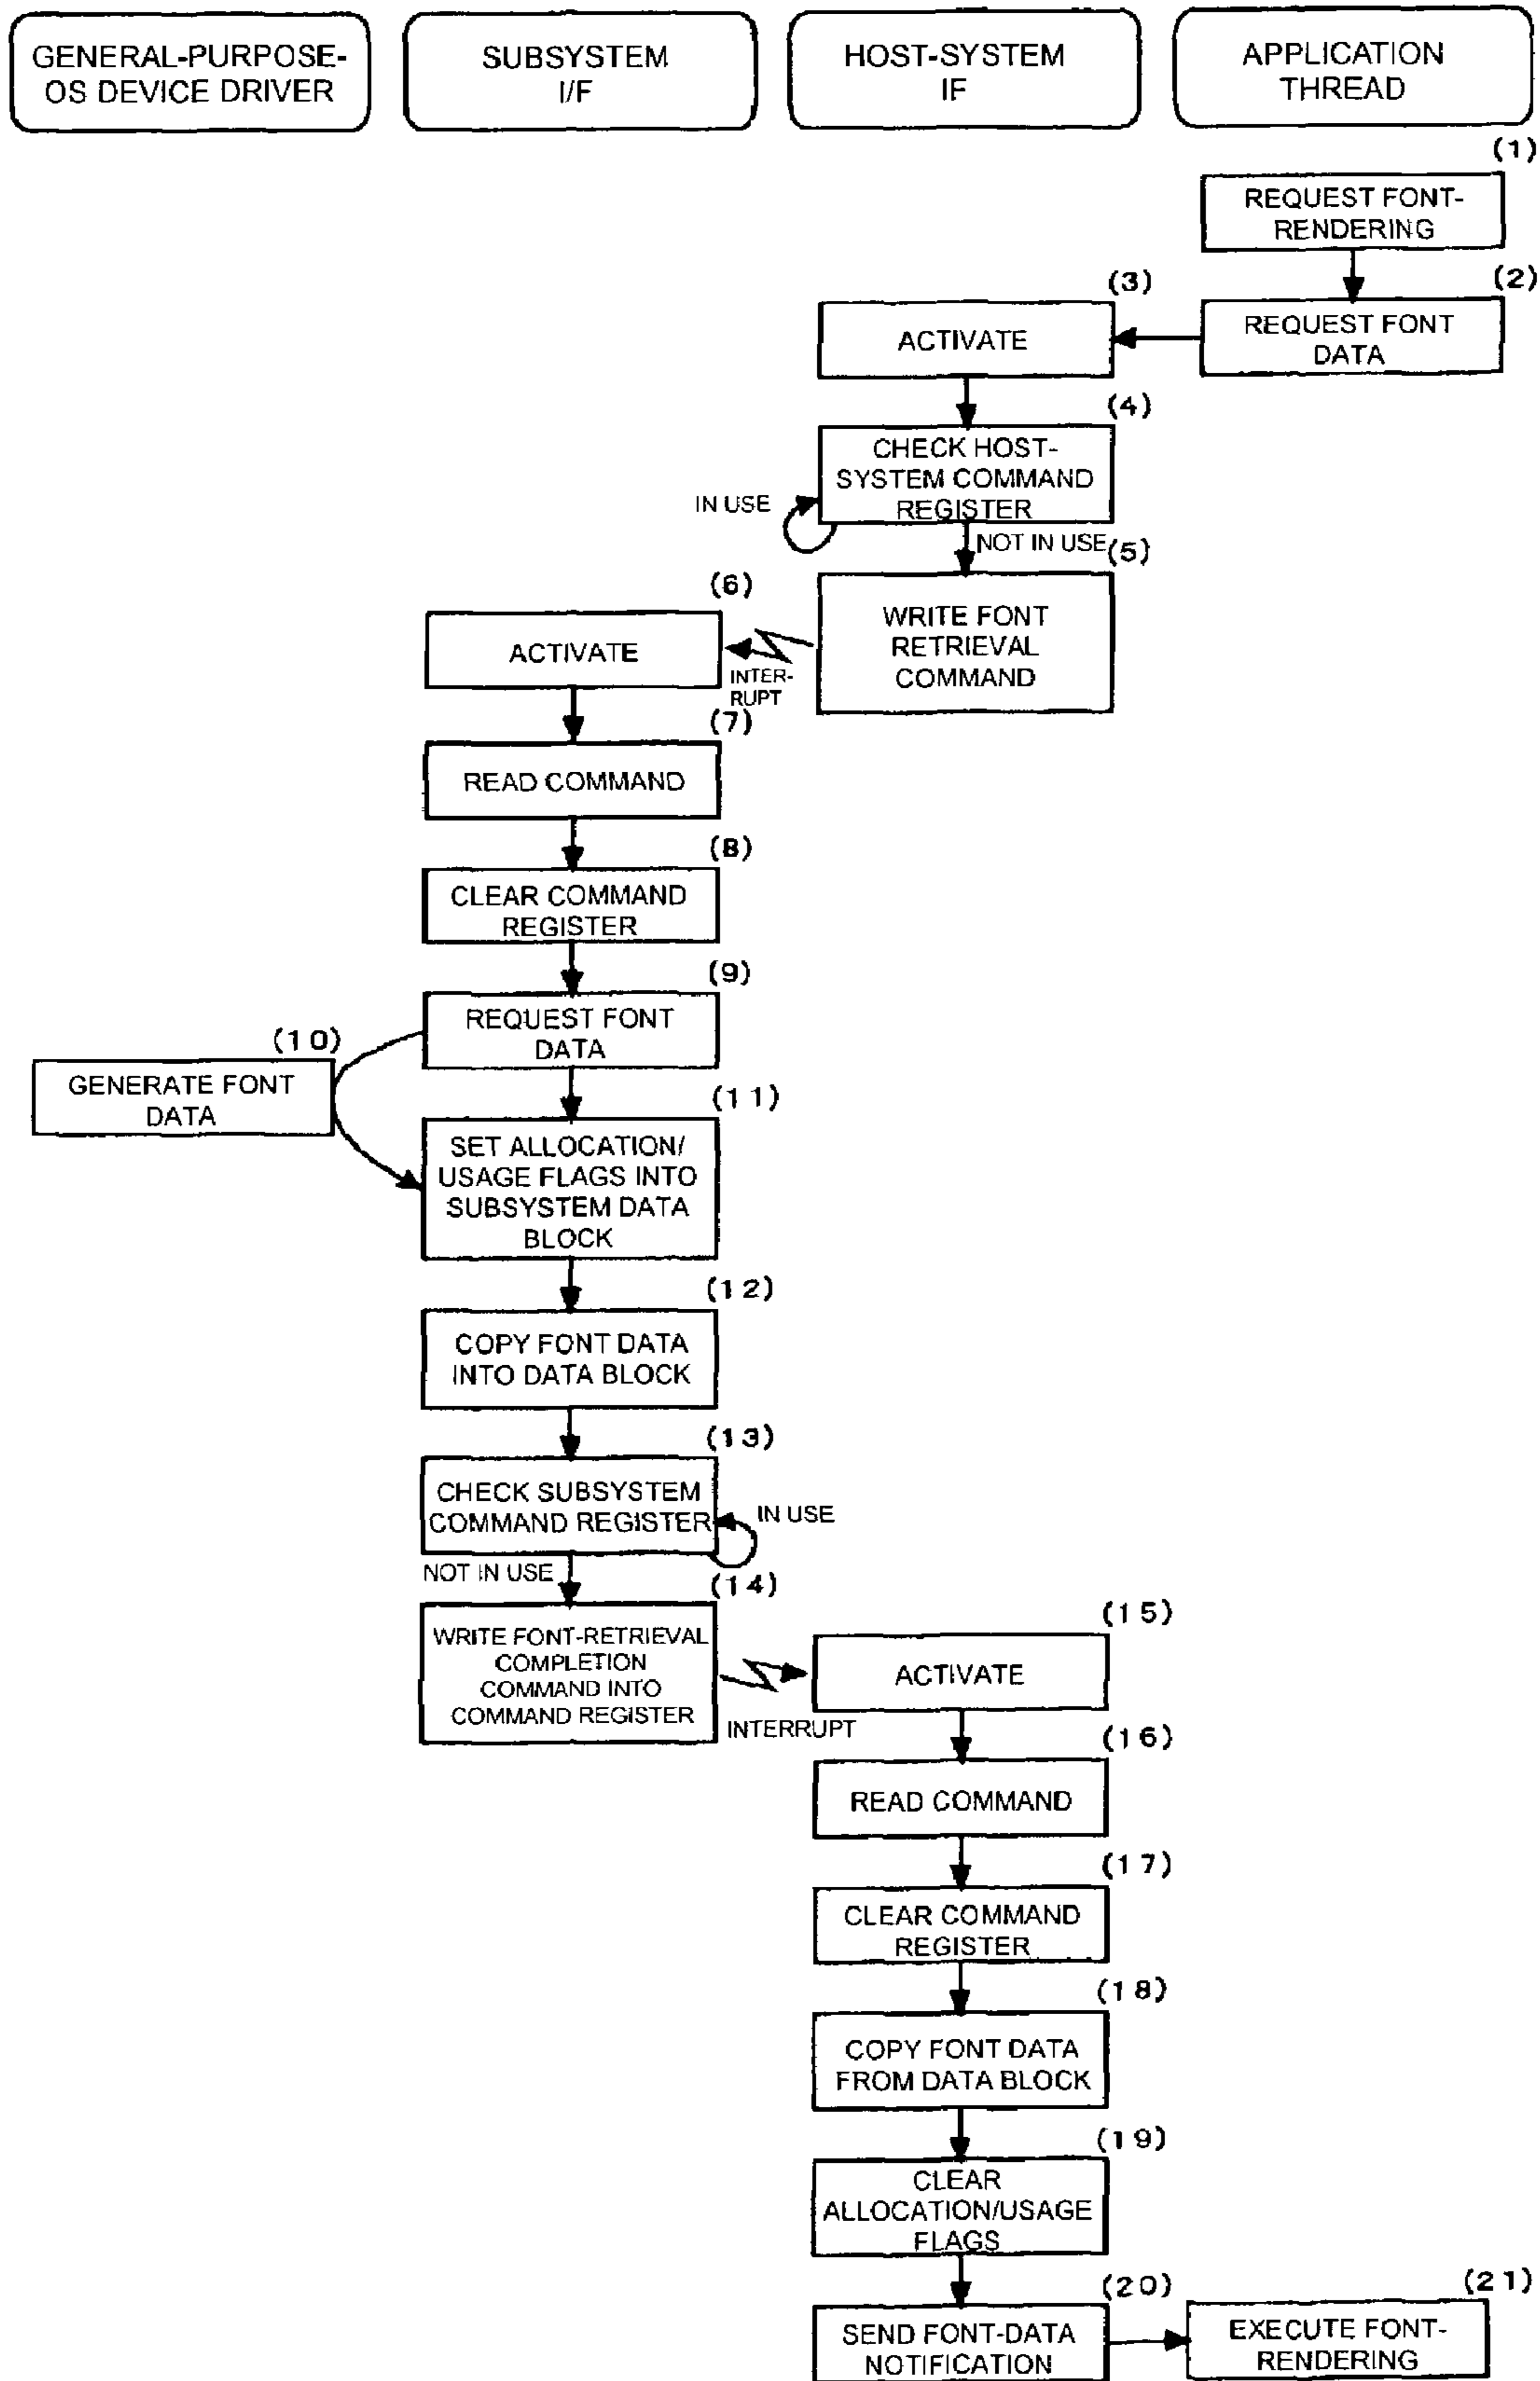 GENERAL-PURPOSE-
OS DEVICE DRIVER
SUBSYSTEM
I/F
HOST-SYSTEM
IF
APPLICATION
THREAD
(1)
REQUEST FONT-
RENDERING
(2)
REQUEST FONT
DATA
(3)
ACTIVATE
(4)
CHECK HOST-
SYSTEM COMMAND
REGISTER
IN USE
NOT IN USE
(5)
WRITE FONT
RETRIEVAL
COMMAND
(6)
ACTIVATE
INTER-
RUPT
(7)
READ COMMAND
(8)
CLEAR COMMAND
REGISTER
(9)
REQUEST FONT
DATA
(10)
GENERATE FONT
DATA
(11)
SET ALLOCATION/
USAGE FLAGS INTO
SUBSYSTEM DATA
BLOCK
(12)
COPY FONT DATA
INTO DATA BLOCK
(13)
CHECK SUBSYSTEM
COMMAND REGISTER
IN USE
NOT IN USE
(14)
WRITE FONT-RETRIEVAL
COMPLETION
COMMAND INTO
COMMAND REGISTER
INTERRUPT
(15)
ACTIVATE
(16)
READ COMMAND
(17)
CLEAR COMMAND
REGISTER
(18)
COPY FONT DATA
FROM DATA BLOCK
(19)
CLEAR
ALLOCATION/USAGE
FLAGS
(20)
SEND FONT-DATA
NOTIFICATION
(21)
EXECUTE FONT-
RENDERING